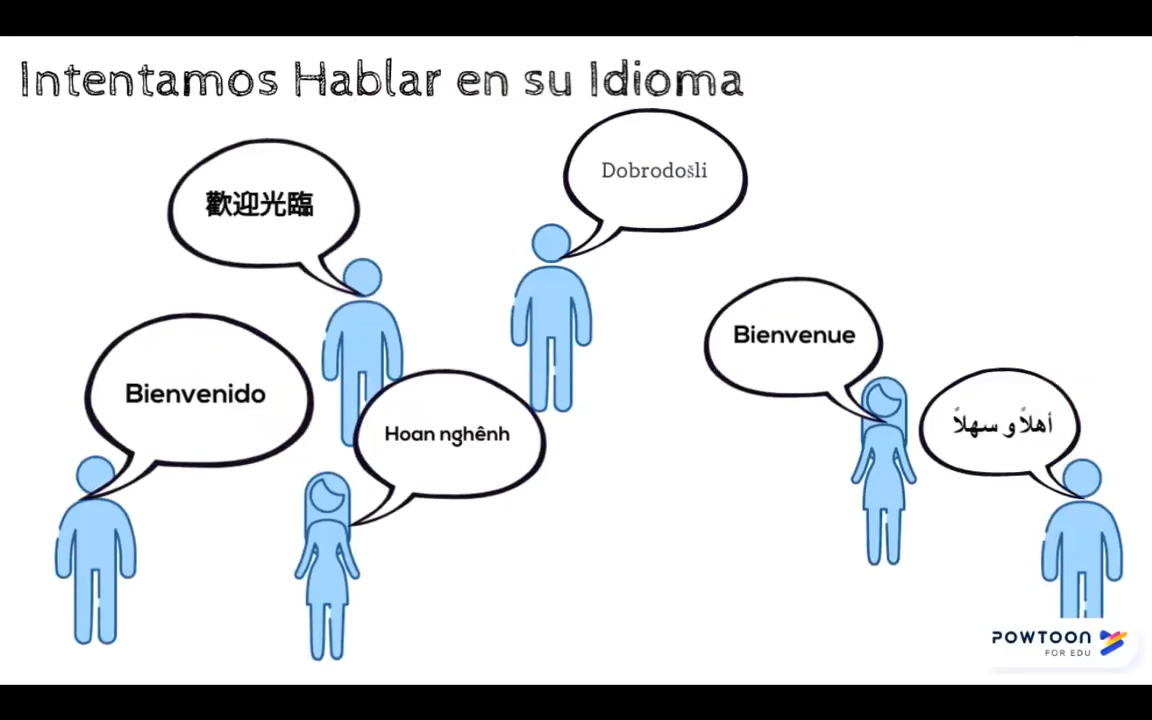 Intentamos Hablar en su Idioma
Dobrodošli
歡迎光臨
Bienvenue
Bienvenido
أهلاً و سهلاً
Hoan nghênh
POWTOON
FOR EDU